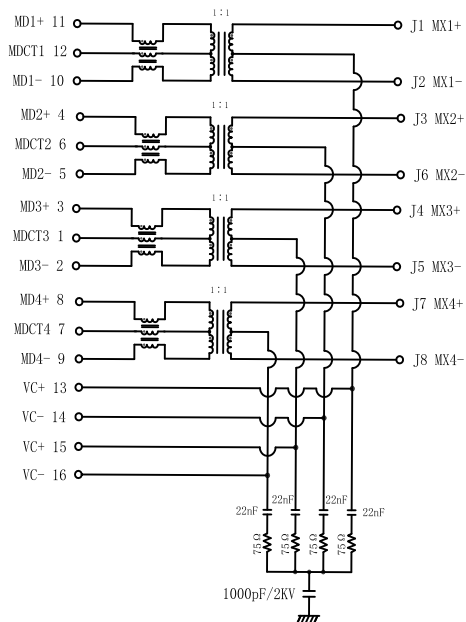 1:1
MD1+ 11
J1 MX1+
MDCT1 12
MD1- 10
J2 MX1-
1:1
MD2+ 4
J3 MX2+
MDCT2 6
MD2- 5
J6 MX2-
1:1
MD3+ 3
J4 MX3+
MDCT3 1
MD3- 2
J5 MX3-
1:1
MD4+ 8
J7 MX4+
MDCT4 7
MD4- 9
J8 MX4-
VC+ 13
VC- 14
VC+ 15
VC- 16
22nF
22nF
22nF
22nF
75Ω
75Ω
75Ω
75Ω
1000pF/2KV